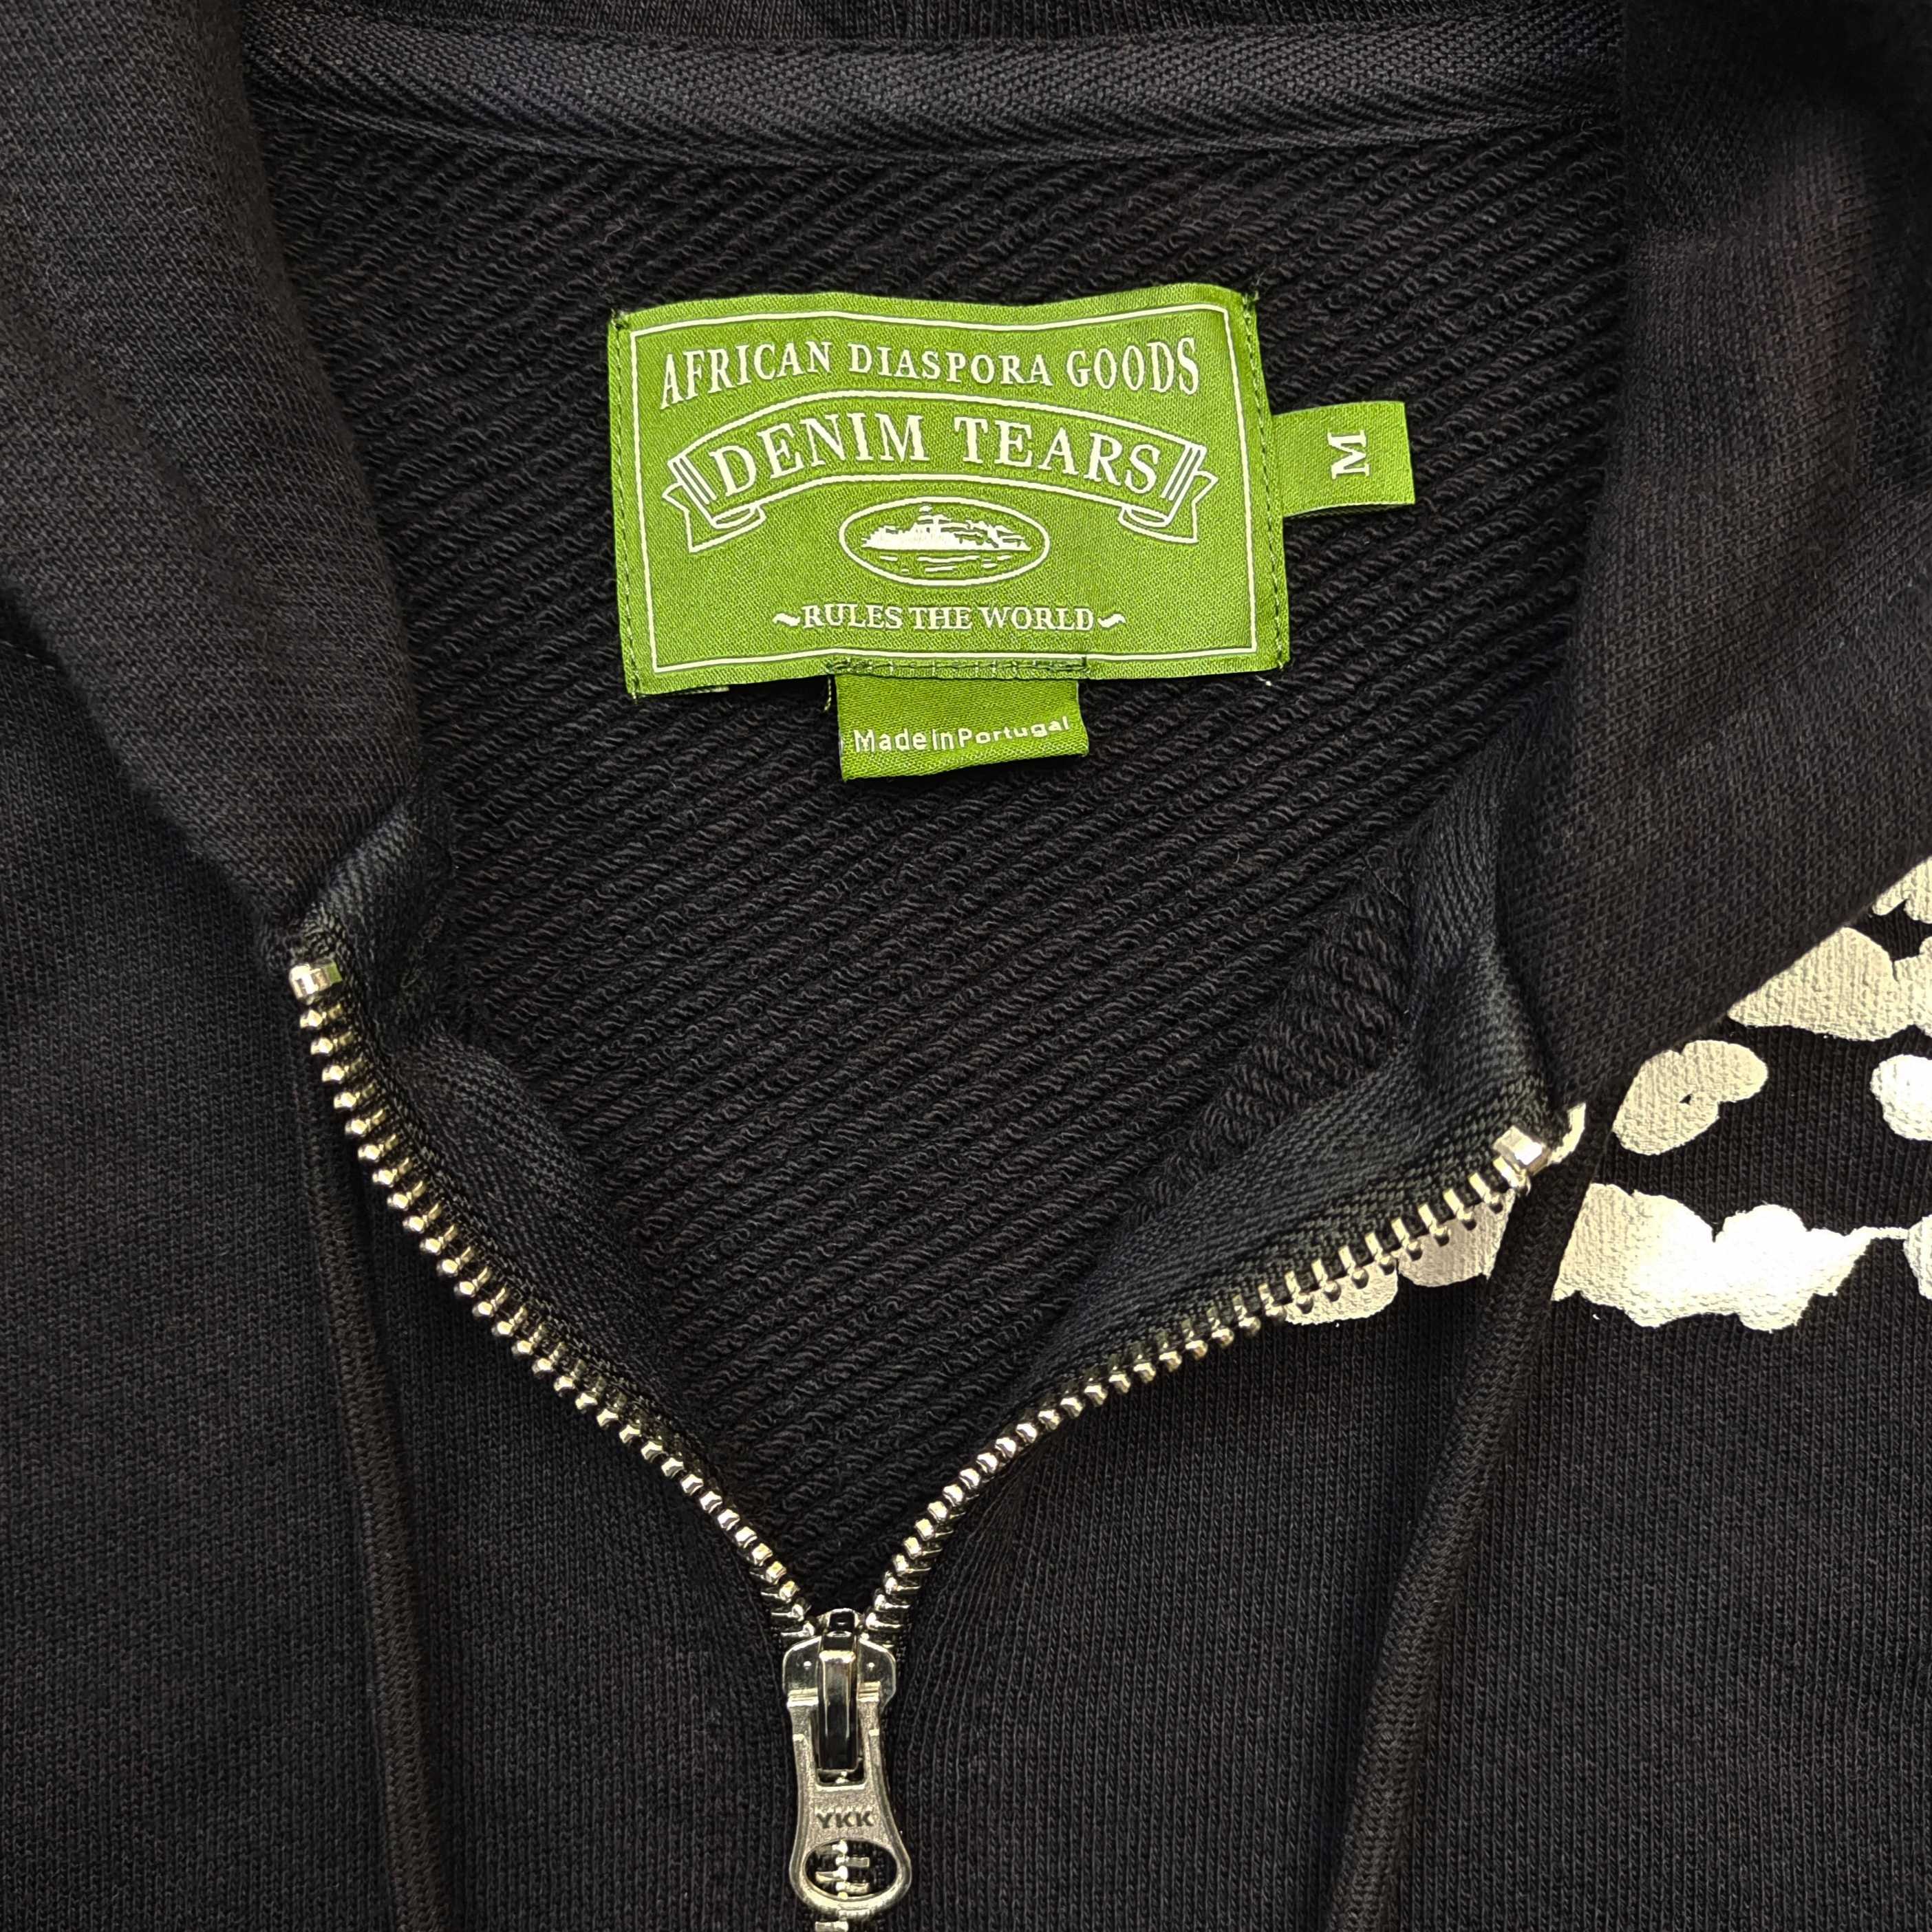 AFRICAN DIASPORA GOODS
DENIM TEARS
M
~RULES THE WORLD~
Made in Portugal
YKK